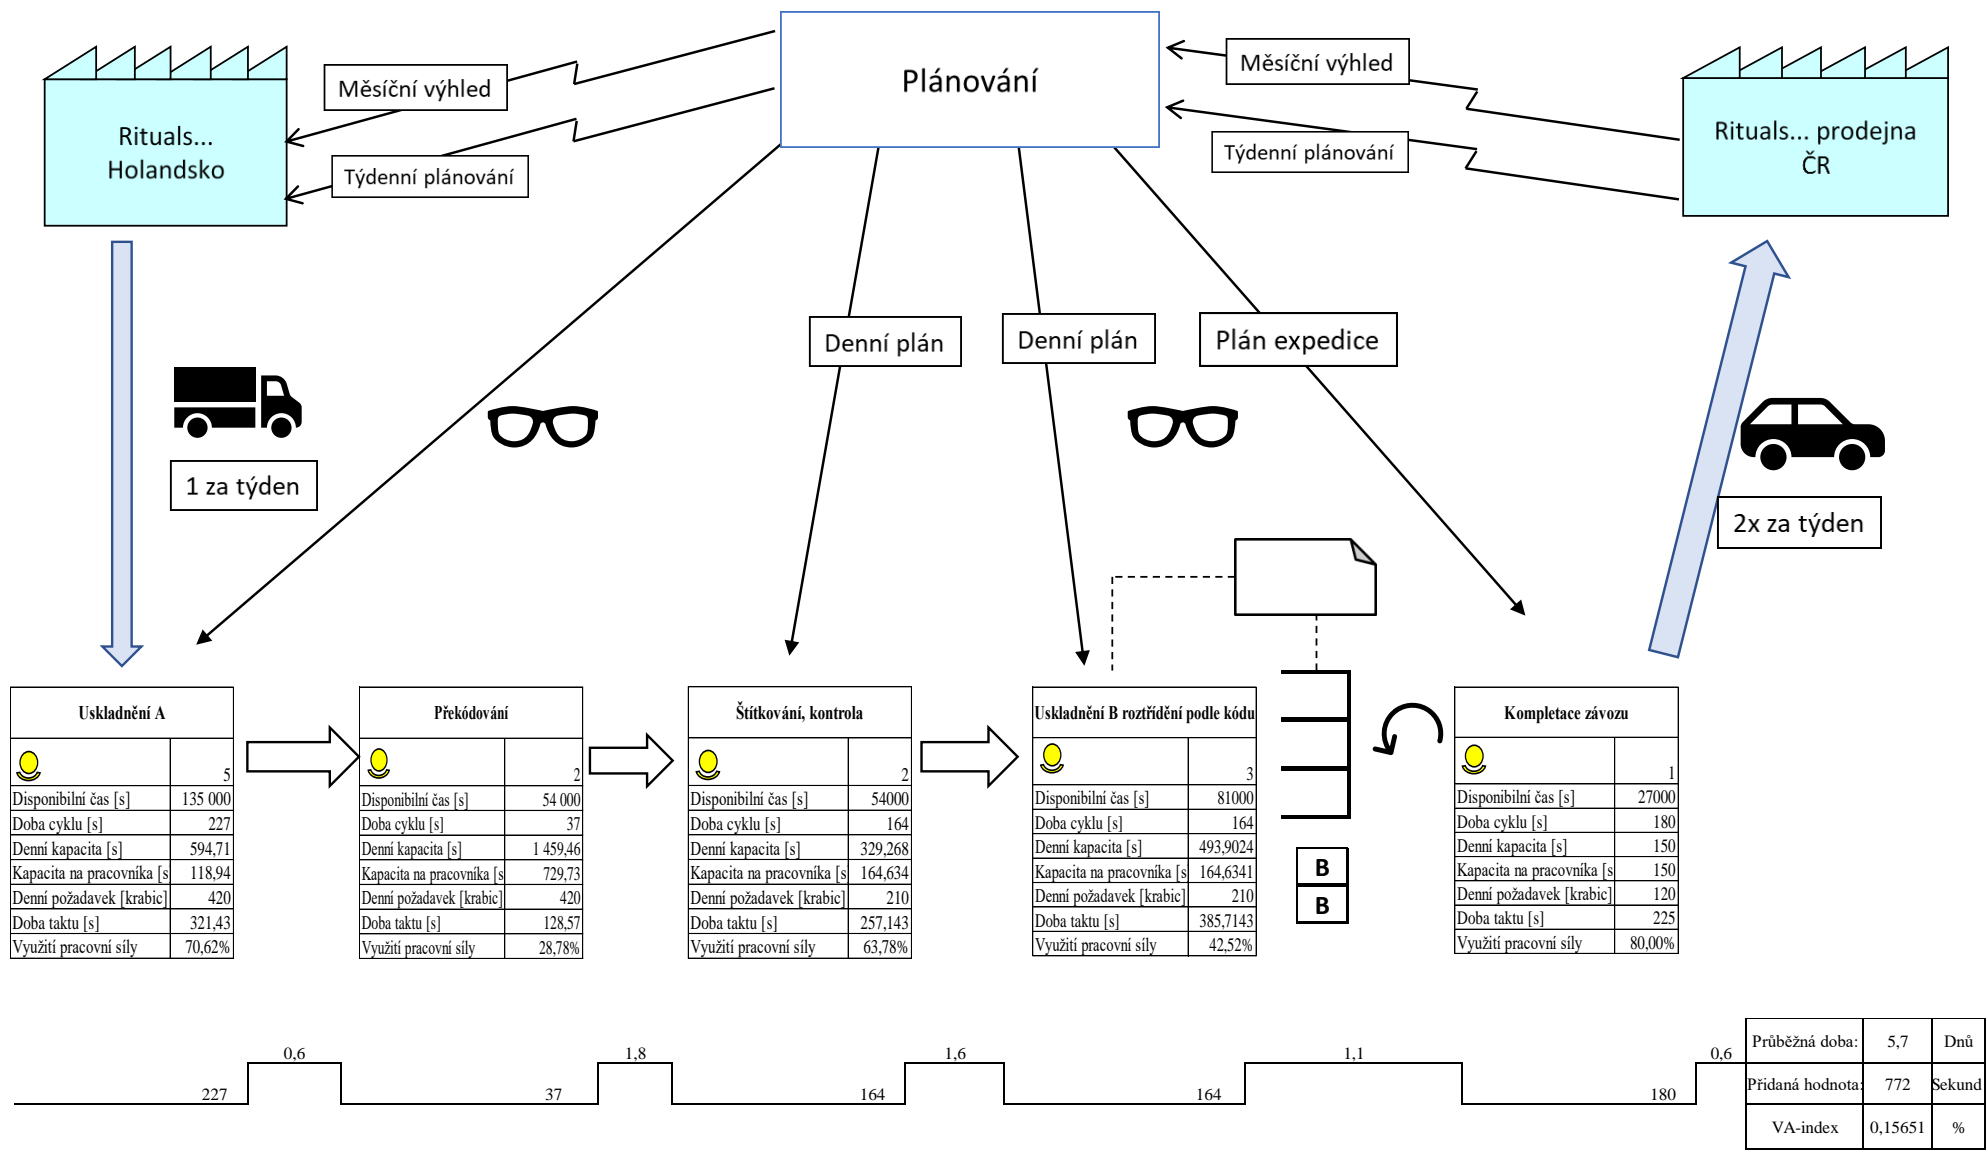 Plánování
Měsíční výhled
Týdenní plánování
Rituals...
Holandsko
Měsíční výhled
Týdenní plánování
Rituals... prodejna
ČR
Denní plán
Denní plán
Plán expedice
1 za týden
2x za týden
Uskladnění A
5
Disponibilní čas [s] 135 000
Doba cyklu [s] 227
Denní kapacita [s] 594,71
Kapacita na pracovníka [s 118,94
Denní požadavek [krabic] 420
Doba taktu [s] 321,43
Využití pracovní síly 70,62%
Překódování
2
Disponibilní čas [s] 54 000
Doba cyklu [s] 37
Denní kapacita [s] 1 459,46
Kapacita na pracovníka [s 729,73
Denní požadavek [krabic] 420
Doba taktu [s] 128,57
Využití pracovní síly 28,78%
Štítkování, kontrola
2
Disponibilní čas [s] 54000
Doba cyklu [s] 164
Denní kapacita [s] 329,268
Kapacita na pracovníka [s 164,634
Denní požadavek [krabic] 210
Doba taktu [s] 257,143
Využití pracovní síly 63,78%
Uskladnění B roztřídění podle kódu
3
Disponibilní čas [s] 81000
Doba cyklu [s] 164
Denní kapacita [s] 493,9024
Kapacita na pracovníka [s 164,6341
Denní požadavek [krabic] 210
Doba taktu [s] 385,7143
Využití pracovní síly 42,52%
B
B
Kompletace závozu
1
Disponibilní čas [s] 27000
Doba cyklu [s] 180
Denní kapacita [s] 150
Kapacita na pracovníka [s 150
Denní požadavek [krabic] 120
Doba taktu [s] 225
Využití pracovní síly 80,00%
0,6 1,8 1,6 1,1 0,6
227 37 164 164 180
Průběžná doba: 5,7 Dnů
Přidaná hodnota: 772 Sekund
VA-index 0,15651 %